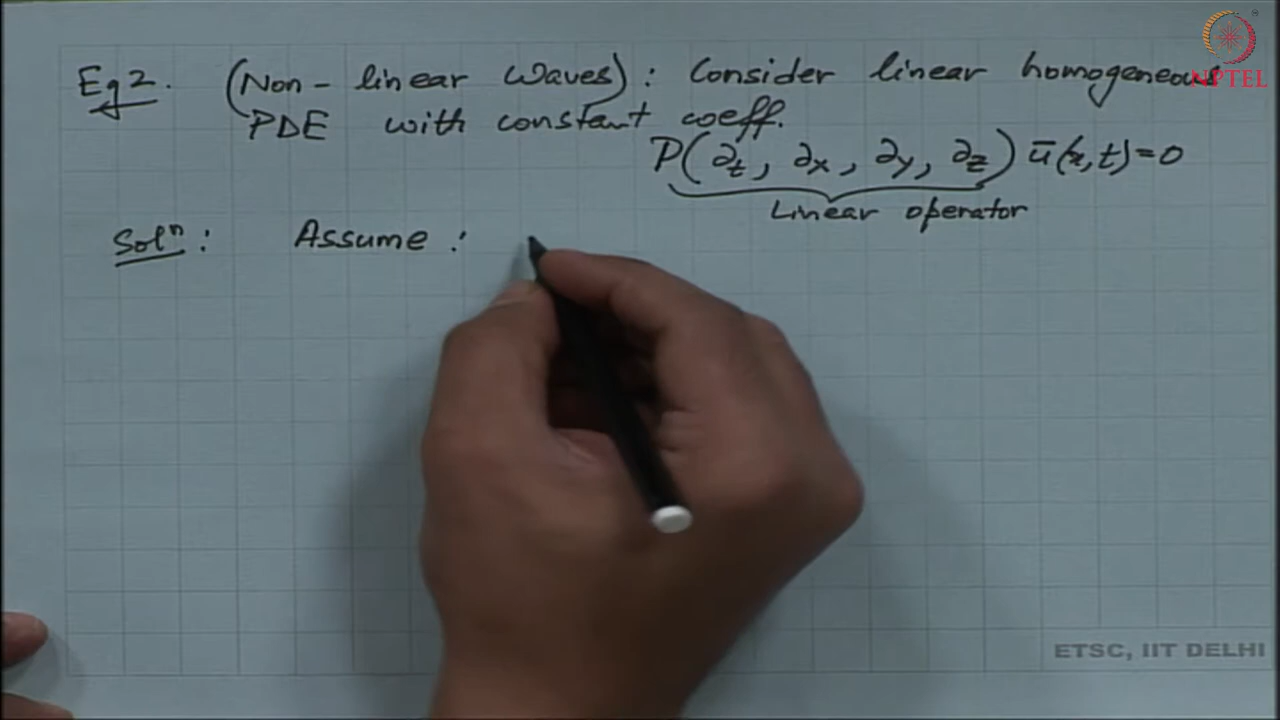 Eg 2. (Non-linear Waves): Consider linear homogeneous
PDE with constant coeff.
P(∂t, ∂x, ∂y, ∂z) ū(x,t)=0
Linear operator
Solⁿ: Assume:
NPTEL
ETSC, IIT DELHI